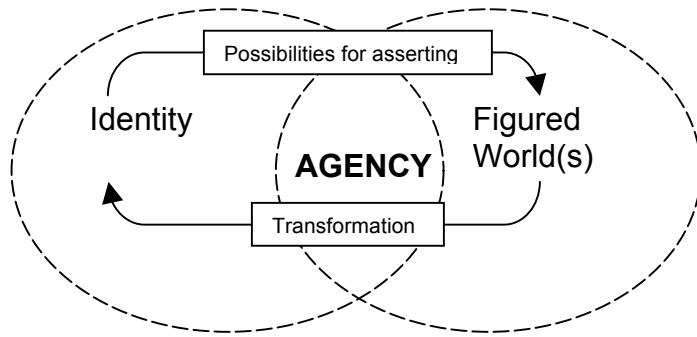 Possibilities for asserting
Identity
Figured
World(s)
AGENCY
Transformation